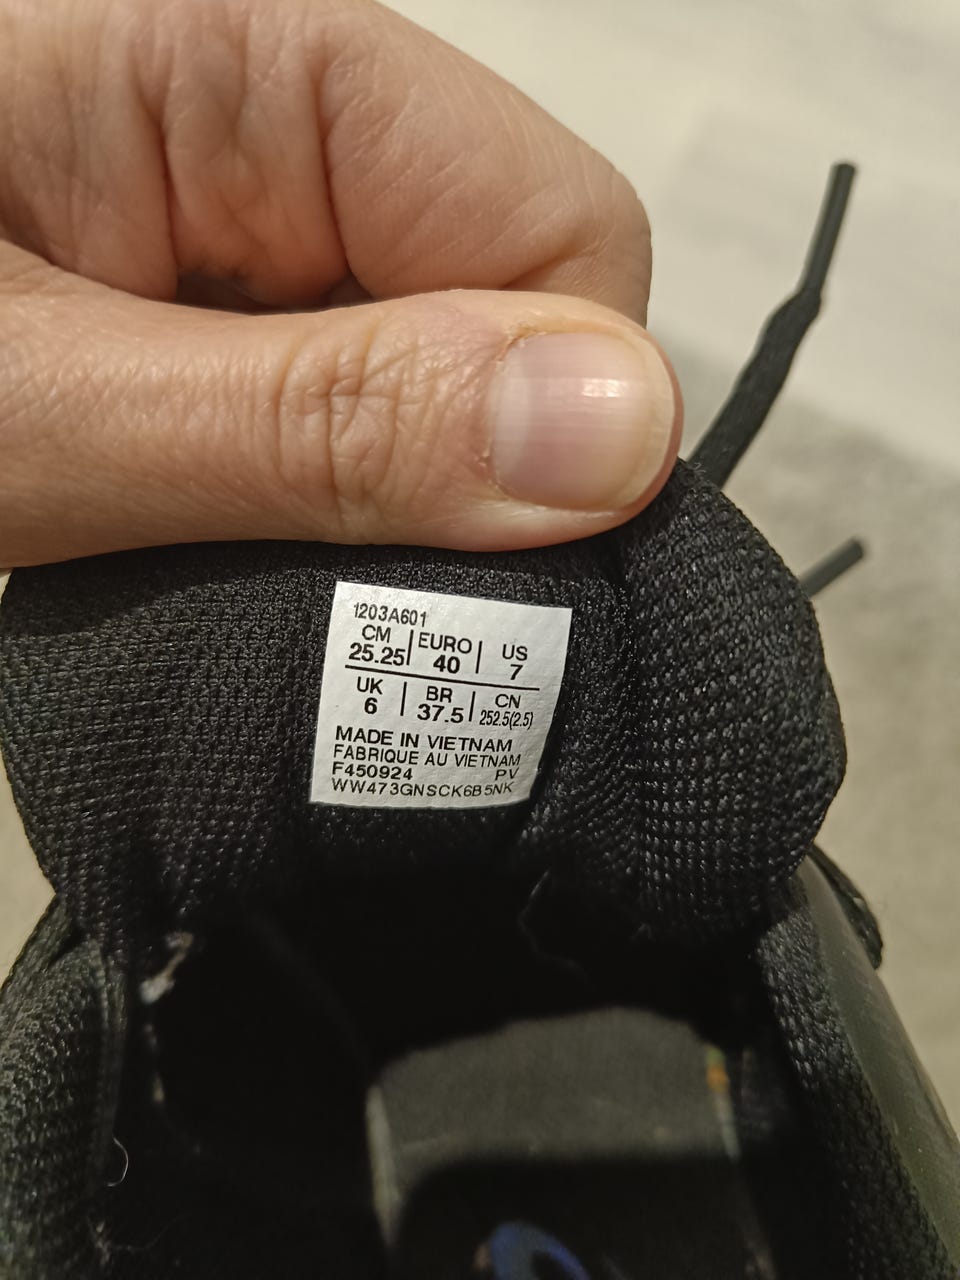 1203A601
CM | EURO | US
25.25 | 40 | 7
UK | BR | CN
6 | 37.5 | 252.5(2.5)
MADE IN VIETNAM
FABRIQUE AU VIETNAM
F450924 PV
WW473GNSCK6B5NK